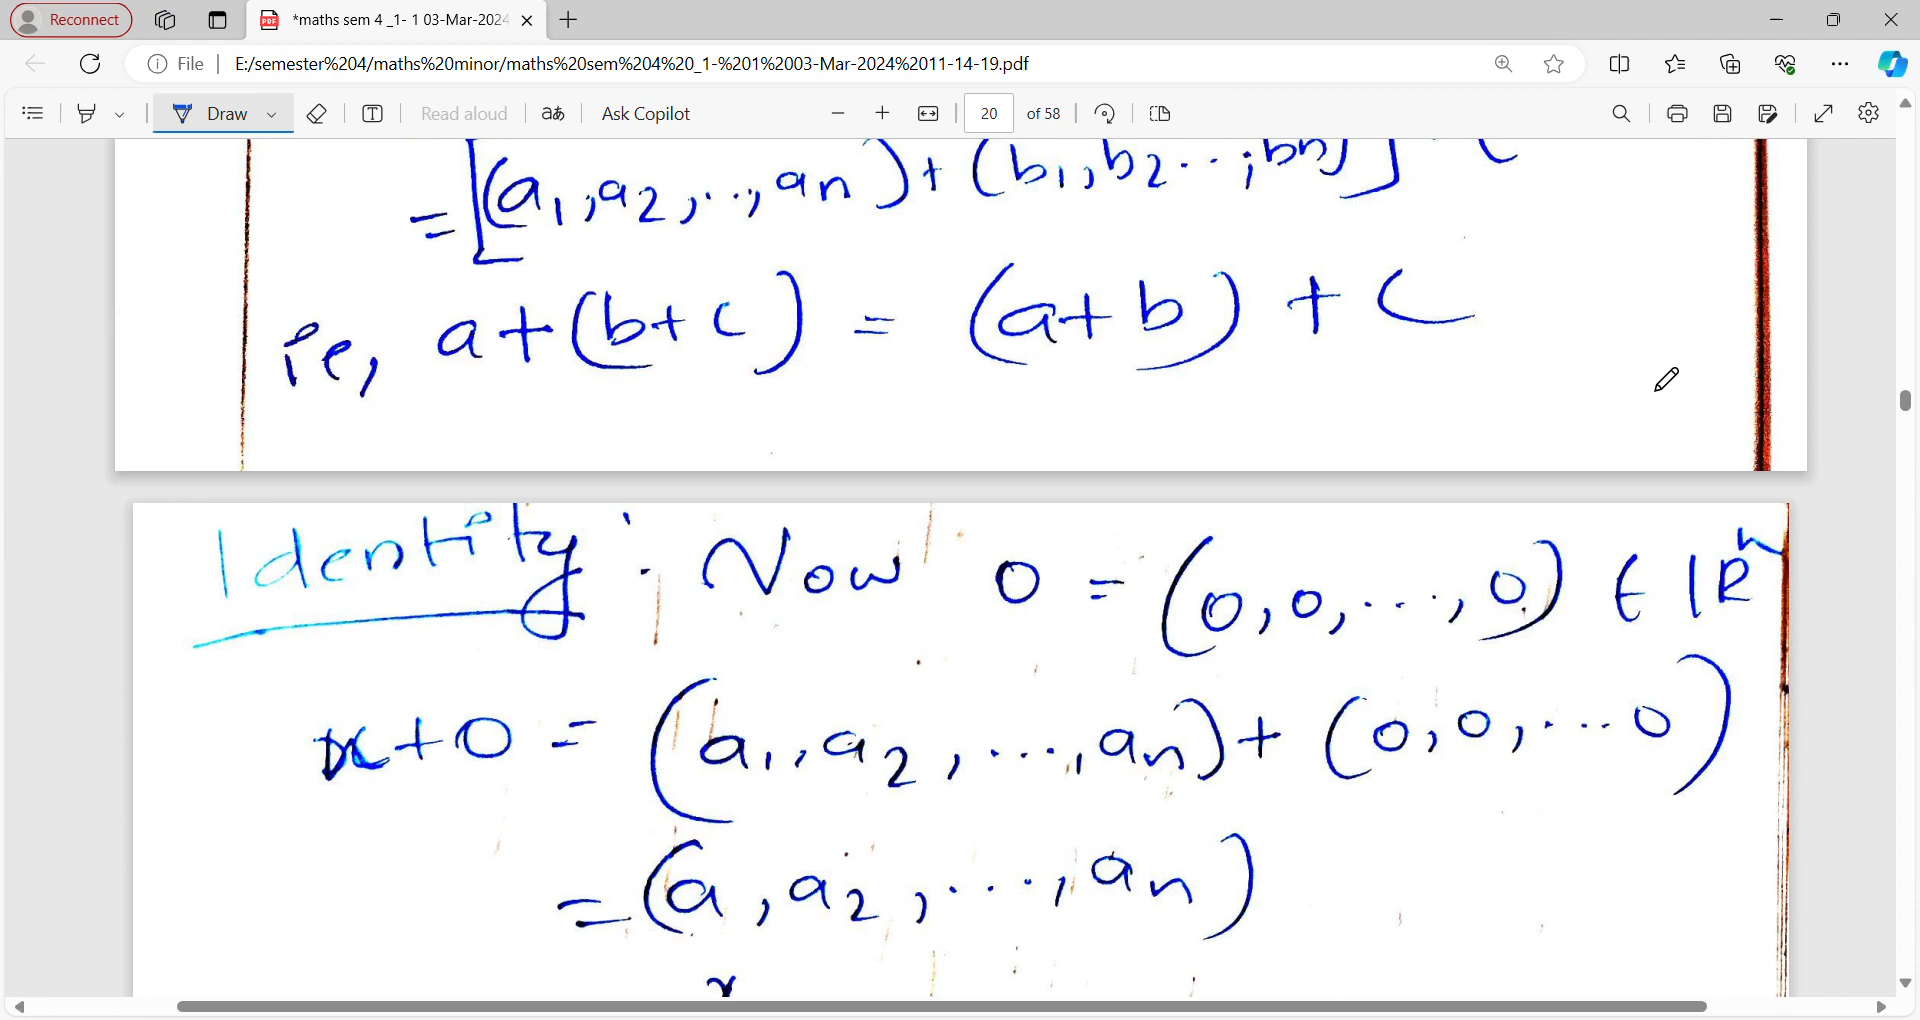 Reconnect
*maths sem 4 _1- 1 03-Mar-2024
File | E:/semester%204/maths%20minor/maths%20sem%204%20_1-%201%2003-Mar-2024%2011-14-19.pdf
Draw
Read aloud
aあ
Ask Copilot
20 of 58
= [(a₁,a₂,..,an)+(b₁,b₂..,bn)]
ie, a+(b+c) = (a+b)+c
Identity: Now 0 = (0,0,...,0) ∈ ℝⁿ
x+0 = (a₁,a₂,...,an)+(0,0,...0)
=(a,a₂,...,an)